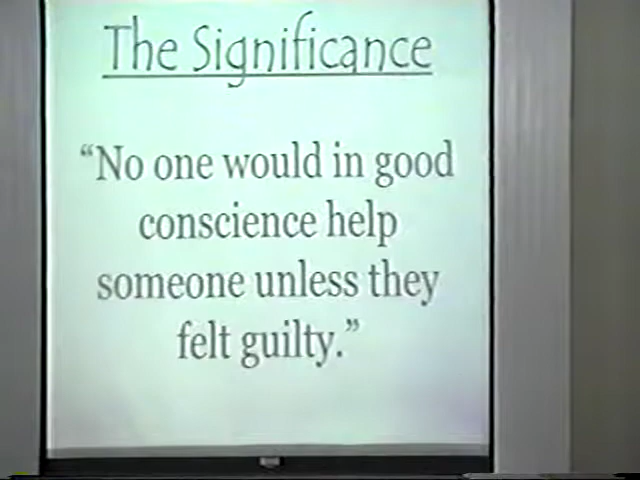 The Significance
“No one would in good
conscience help
someone unless they
felt guilty.”